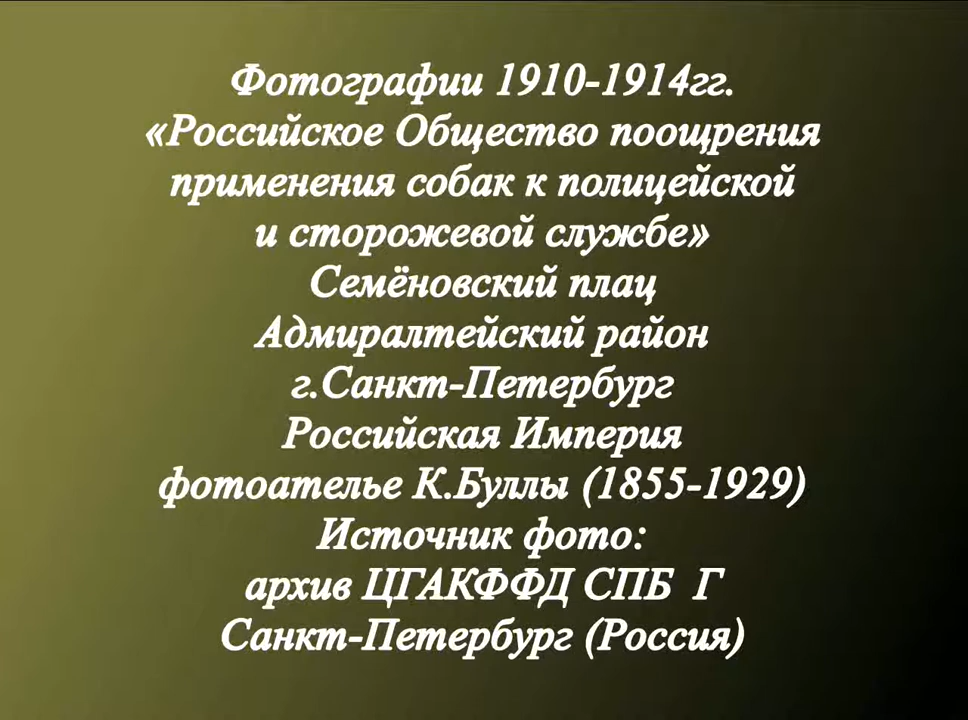 Фотографии 1910-1914гг.
«Российское Общество поощрения
применения собак к полицейской
и сторожевой службе»
Семёновский плац
Адмиралтейский район
г.Санкт-Петербург
Российская Империя
фотоателье К.Буллы (1855-1929)
Источник фото:
архив ЦГАКФФД СПБ  Г
Санкт-Петербург (Россия)